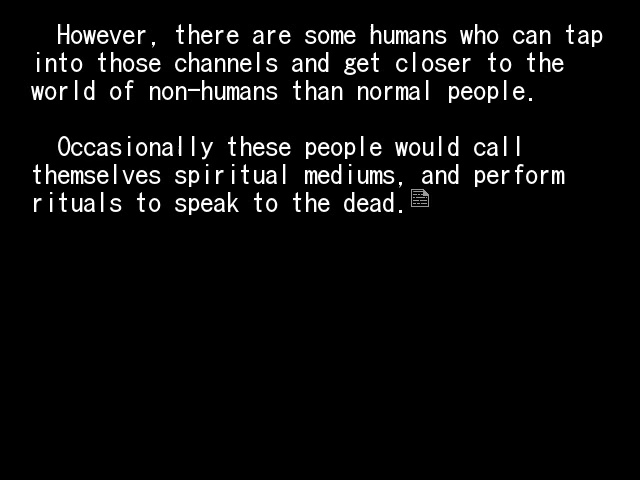 However, there are some humans who can tap
into those channels and get closer to the
world of non-humans than normal people.
Occasionally these people would call
themselves spiritual mediums, and perform
rituals to speak to the dead.